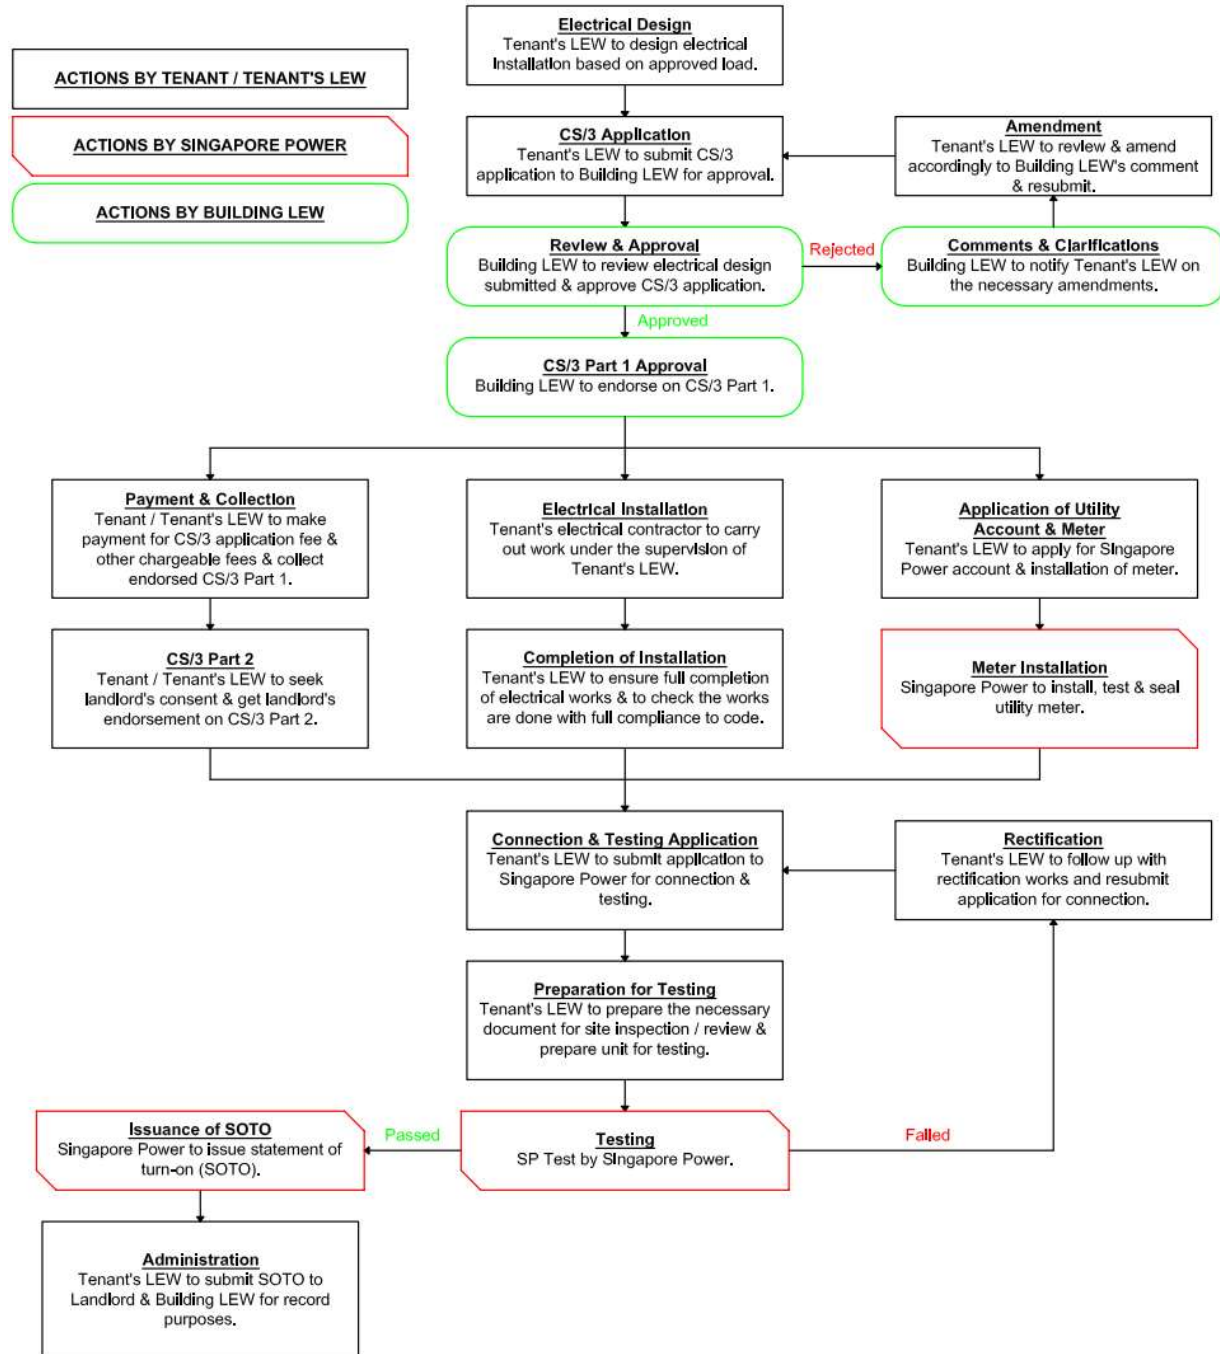 ACTIONS BY TENANT / TENANT'S LEW
ACTIONS BY SINGAPORE POWER
ACTIONS BY BUILDING LEW
Electrical Design
Tenant's LEW to design electrical
Installation based on approved load.
CS/3 Application
Tenant's LEW to submit CS/3
application to Building LEW for approval.
Amendment
Tenant's LEW to review & amend
accordingly to Building LEW's comment
& resubmit.
Review & Approval
Building LEW to review electrical design
submitted & approve CS/3 application.
Rejected
Comments & Clarifications
Building LEW to notify Tenant's LEW on
the necessary amendments.
Approved
CS/3 Part 1 Approval
Building LEW to endorse on CS/3 Part 1.
Payment & Collection
Tenant / Tenant's LEW to make
payment for CS/3 application fee &
other chargeable fees & collect
endorsed CS/3 Part 1.
Electrical Installation
Tenant's electrical contractor to carry
out work under the supervision of
Tenant's LEW.
Application of Utility
Account & Meter
Tenant's LEW to apply for Singapore
Power account & installation of meter.
CS/3 Part 2
Tenant / Tenant's LEW to seek
landlord's consent & get landlord's
endorsement on CS/3 Part 2.
Completion of Installation
Tenant's LEW to ensure full completion
of electrical works & to check the works
are done with full compliance to code.
Meter Installation
Singapore Power to install, test & seal
utility meter.
Connection & Testing Application
Tenant's LEW to submit application to
Singapore Power for connection &
testing.
Rectification
Tenant's LEW to follow up with
rectification works and resubmit
application for connection.
Preparation for Testing
Tenant's LEW to prepare the necessary
document for site inspection / review &
prepare unit for testing.
Issuance of SOTO
Singapore Power to issue statement of
turn-on (SOTO).
Passed
Testing
SP Test by Singapore Power.
Failed
Administration
Tenant's LEW to submit SOTO to
Landlord & Building LEW for record
purposes.